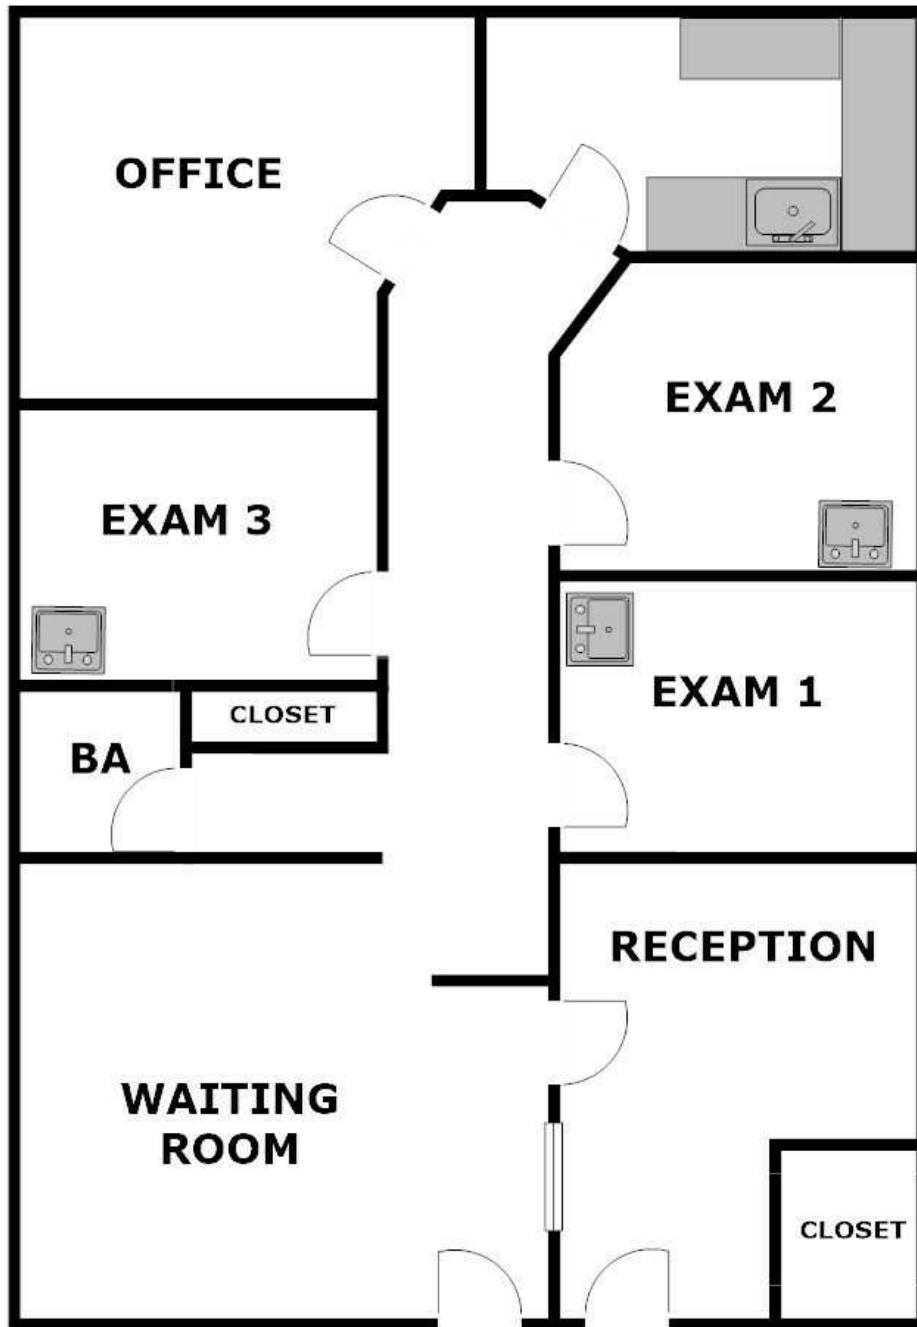 OFFICE
EXAM 2
EXAM 3
EXAM 1
CLOSET
BA
RECEPTION
WAITING
ROOM
CLOSET